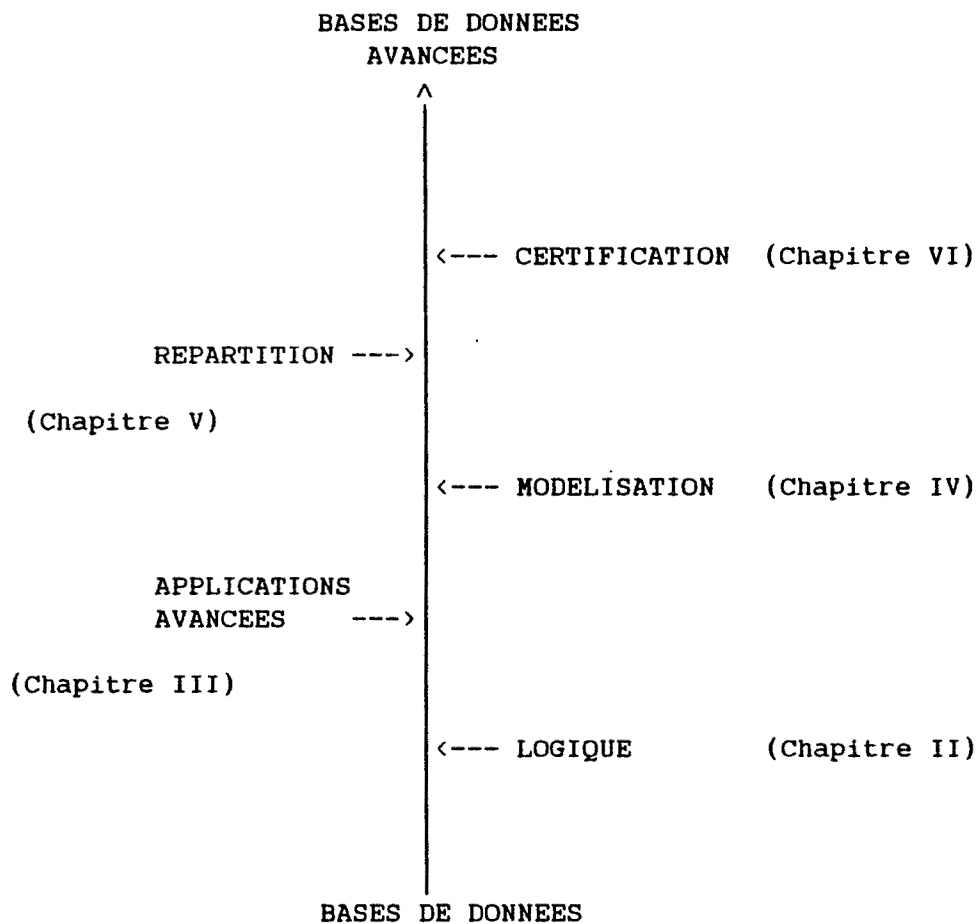 BASES DE DONNEES
AVANCEES
^
<--- CERTIFICATION (Chapitre VI)
REPARTITION --->
(Chapitre V)
<--- MODELISATION (Chapitre IV)
APPLICATIONS
AVANCEES --->
(Chapitre III)
<--- LOGIQUE (Chapitre II)
BASES DE DONNEES